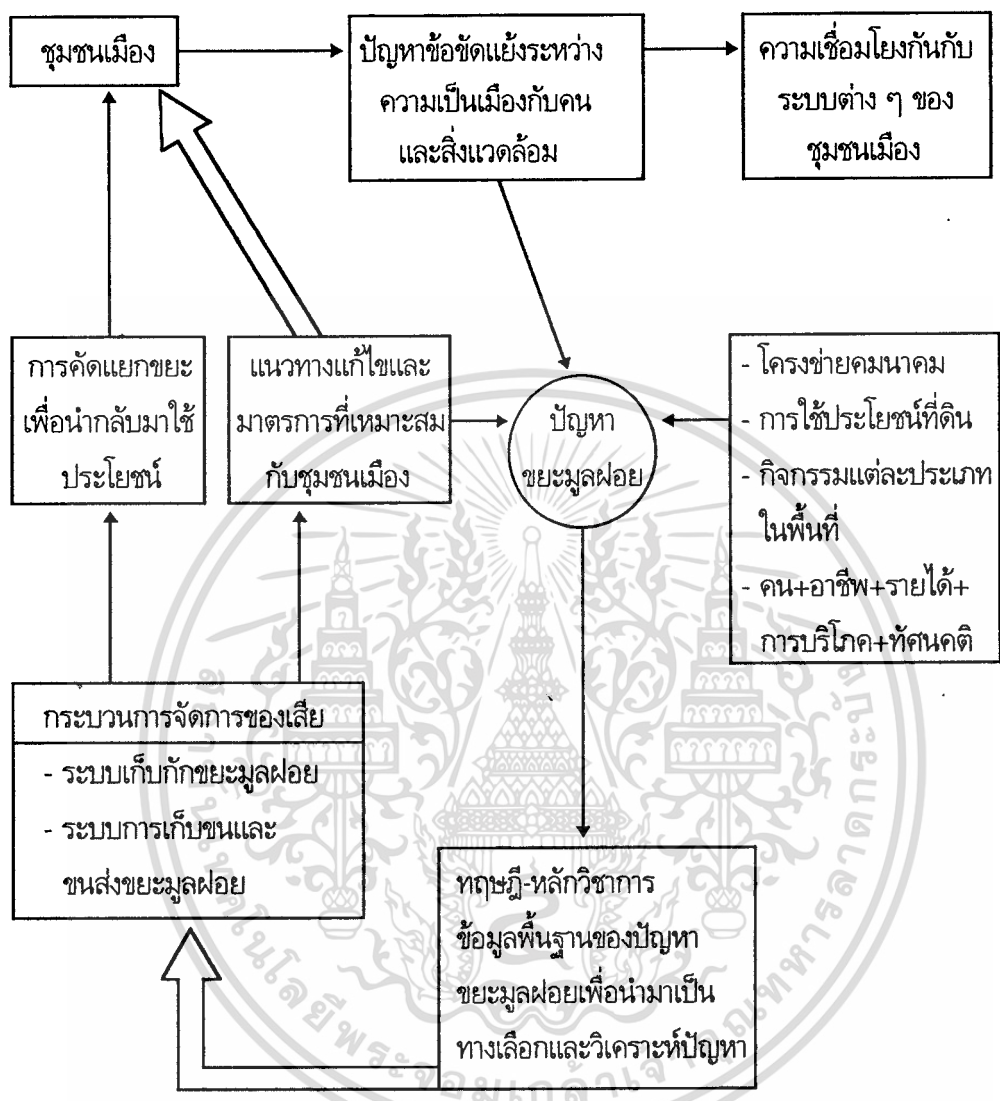 ชุมชนเมือง
ปัญหาข้อขัดแย้งระหว่าง
ความเป็นเมืองกับคน
และสิ่งแวดล้อม
ความเชื่อมโยงกันกับ
ระบบต่าง ๆ ของ
ชุมชนเมือง
การคัดแยกขยะ
เพื่อนำกลับมาใช้
ประโยชน์
แนวทางแก้ไขและ
มาตรการที่เหมาะสม
กับชุมชนเมือง
ปัญหา
ขยะมูลฝอย
- โครงข่ายคมนาคม
- การใช้ประโยชน์ที่ดิน
- กิจกรรมแต่ละประเภท
ในพื้นที่
- คน+อาชีพ+รายได้+
การบริโภค+ทัศนคติ
กระบวนการจัดการของเสีย
- ระบบเก็บกักขยะมูลฝอย
- ระบบการเก็บขนและ
ขนส่งขยะมูลฝอย
ทฤษฎี-หลักวิชาการ
ข้อมูลพื้นฐานของปัญหา
ขยะมูลฝอยเพื่อนำมาเป็น
ทางเลือกและวิเคราะห์ปัญหา